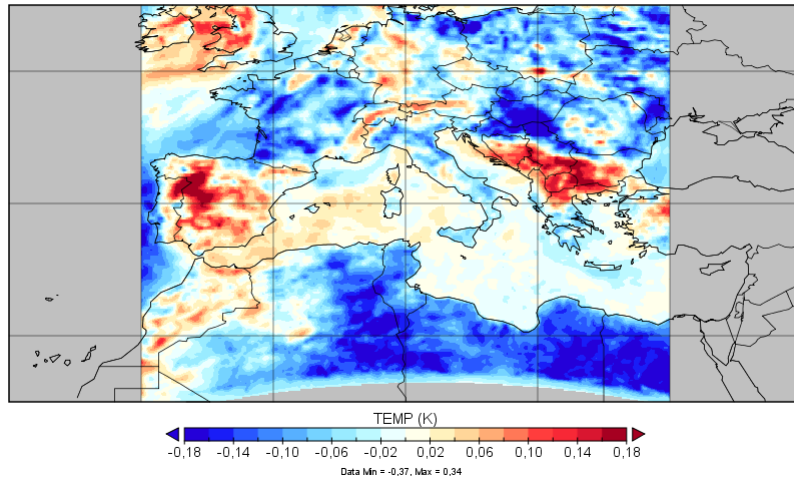 TEMP (K)
-0,18 -0,14 -0,10 -0,06 -0,02 0,02 0,06 0,10 0,14 0,18
Data Min = -0,37, Max = 0,34